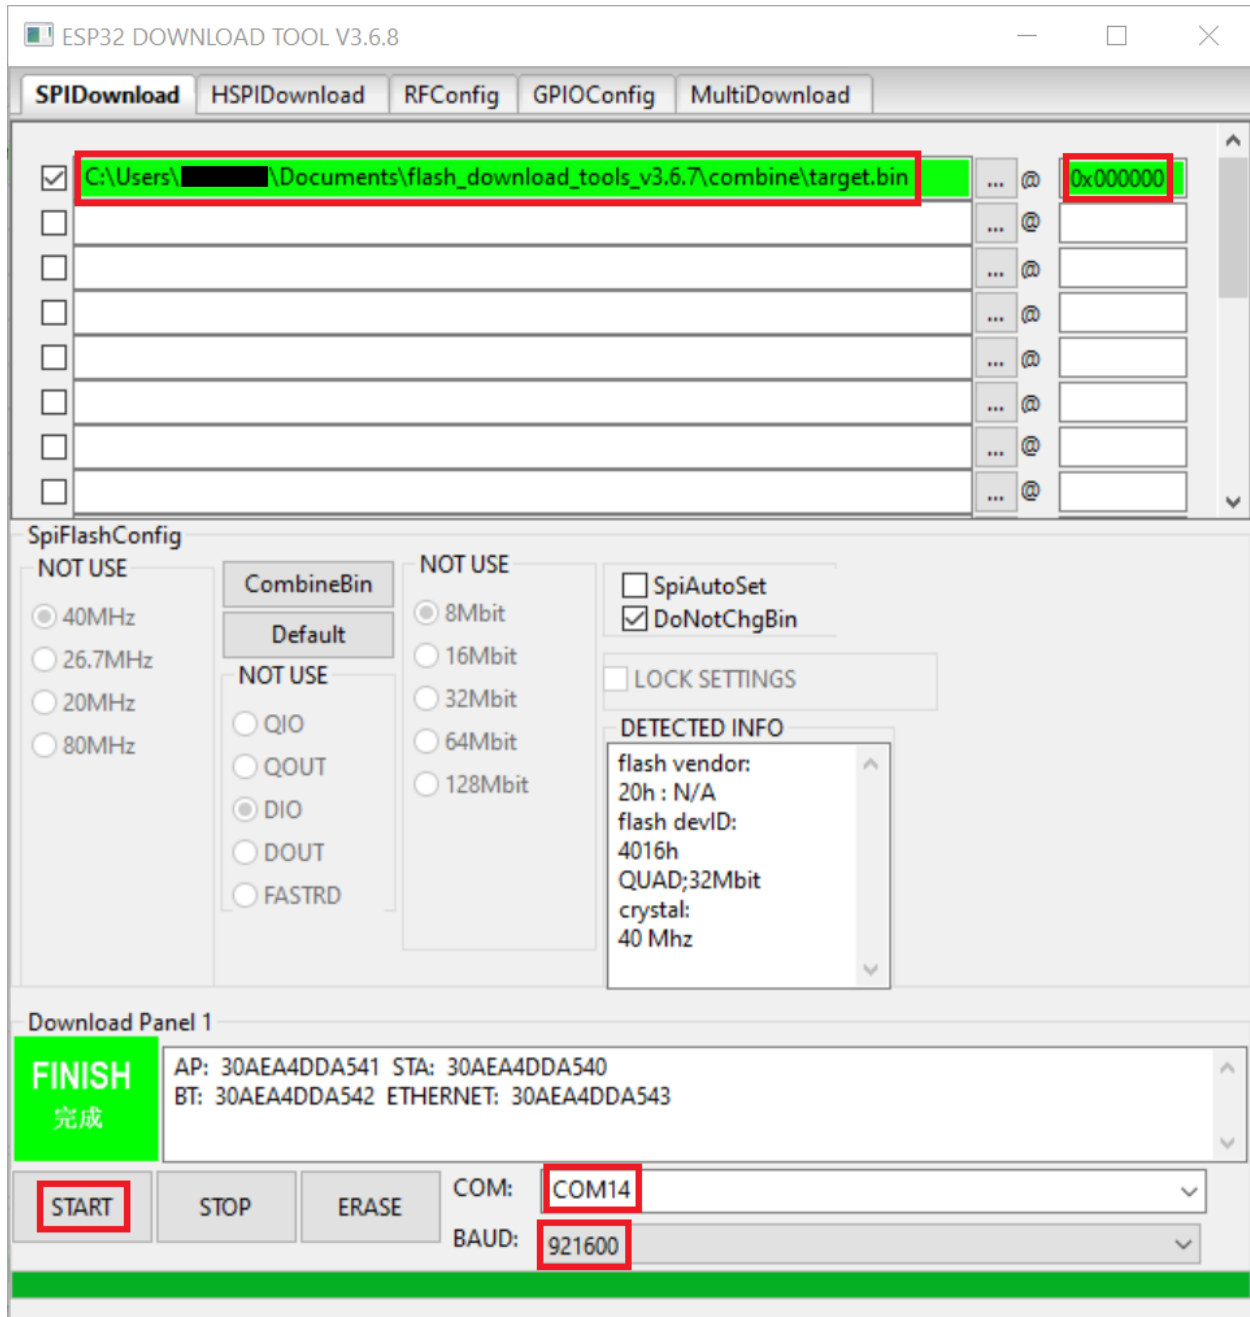 ESP32 DOWNLOAD TOOL V3.6.8
SPIDownload HSPIDownload RFConfig GPIOConfig MultiDownload
C:\Users\ \Documents\flash_download_tools_v3.6.7\combine\target.bin ... @ 0x000000
... @
... @
... @
... @
... @
... @
... @
SpiFlashConfig
NOT USE
40MHz
26.7MHz
20MHz
80MHz
CombineBin
Default
NOT USE
QIO
QOUT
DIO
DOUT
FASTRD
NOT USE
8Mbit
16Mbit
32Mbit
64Mbit
128Mbit
SpiAutoSet
DoNotChgBin
LOCK SETTINGS
DETECTED INFO
flash vendor:
20h : N/A
flash devID:
4016h
QUAD;32Mbit
crystal:
40 Mhz
Download Panel 1
FINISH
完成
AP: 30AEA4DDA541 STA: 30AEA4DDA540
BT: 30AEA4DDA542 ETHERNET: 30AEA4DDA543
START STOP ERASE
COM: COM14
BAUD: 921600